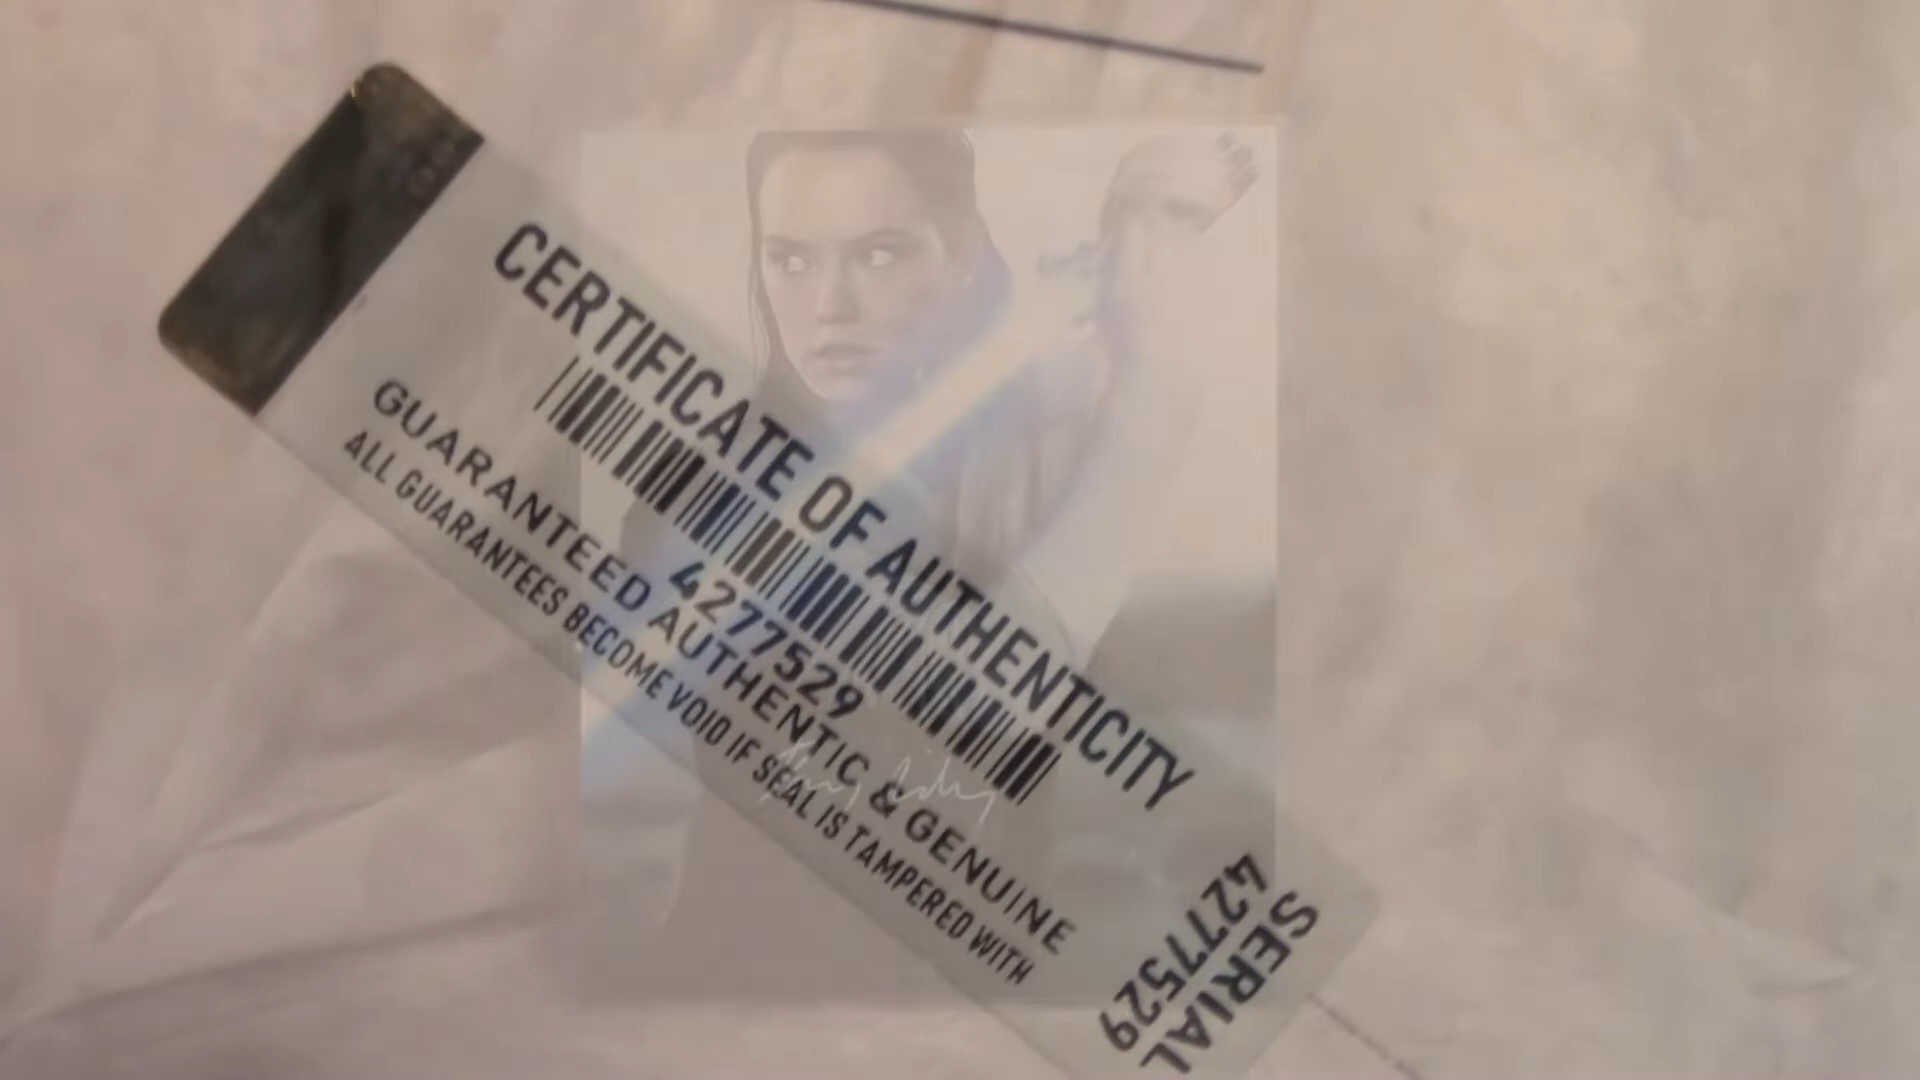 CERTIFICATE OF AUTHENTICITY
4277529
GUARANTEED AUTHENTIC & GENUINE
ALL GUARANTEES BECOME VOID IF SEAL IS TAMPERED WITH
SERIAL
4277529